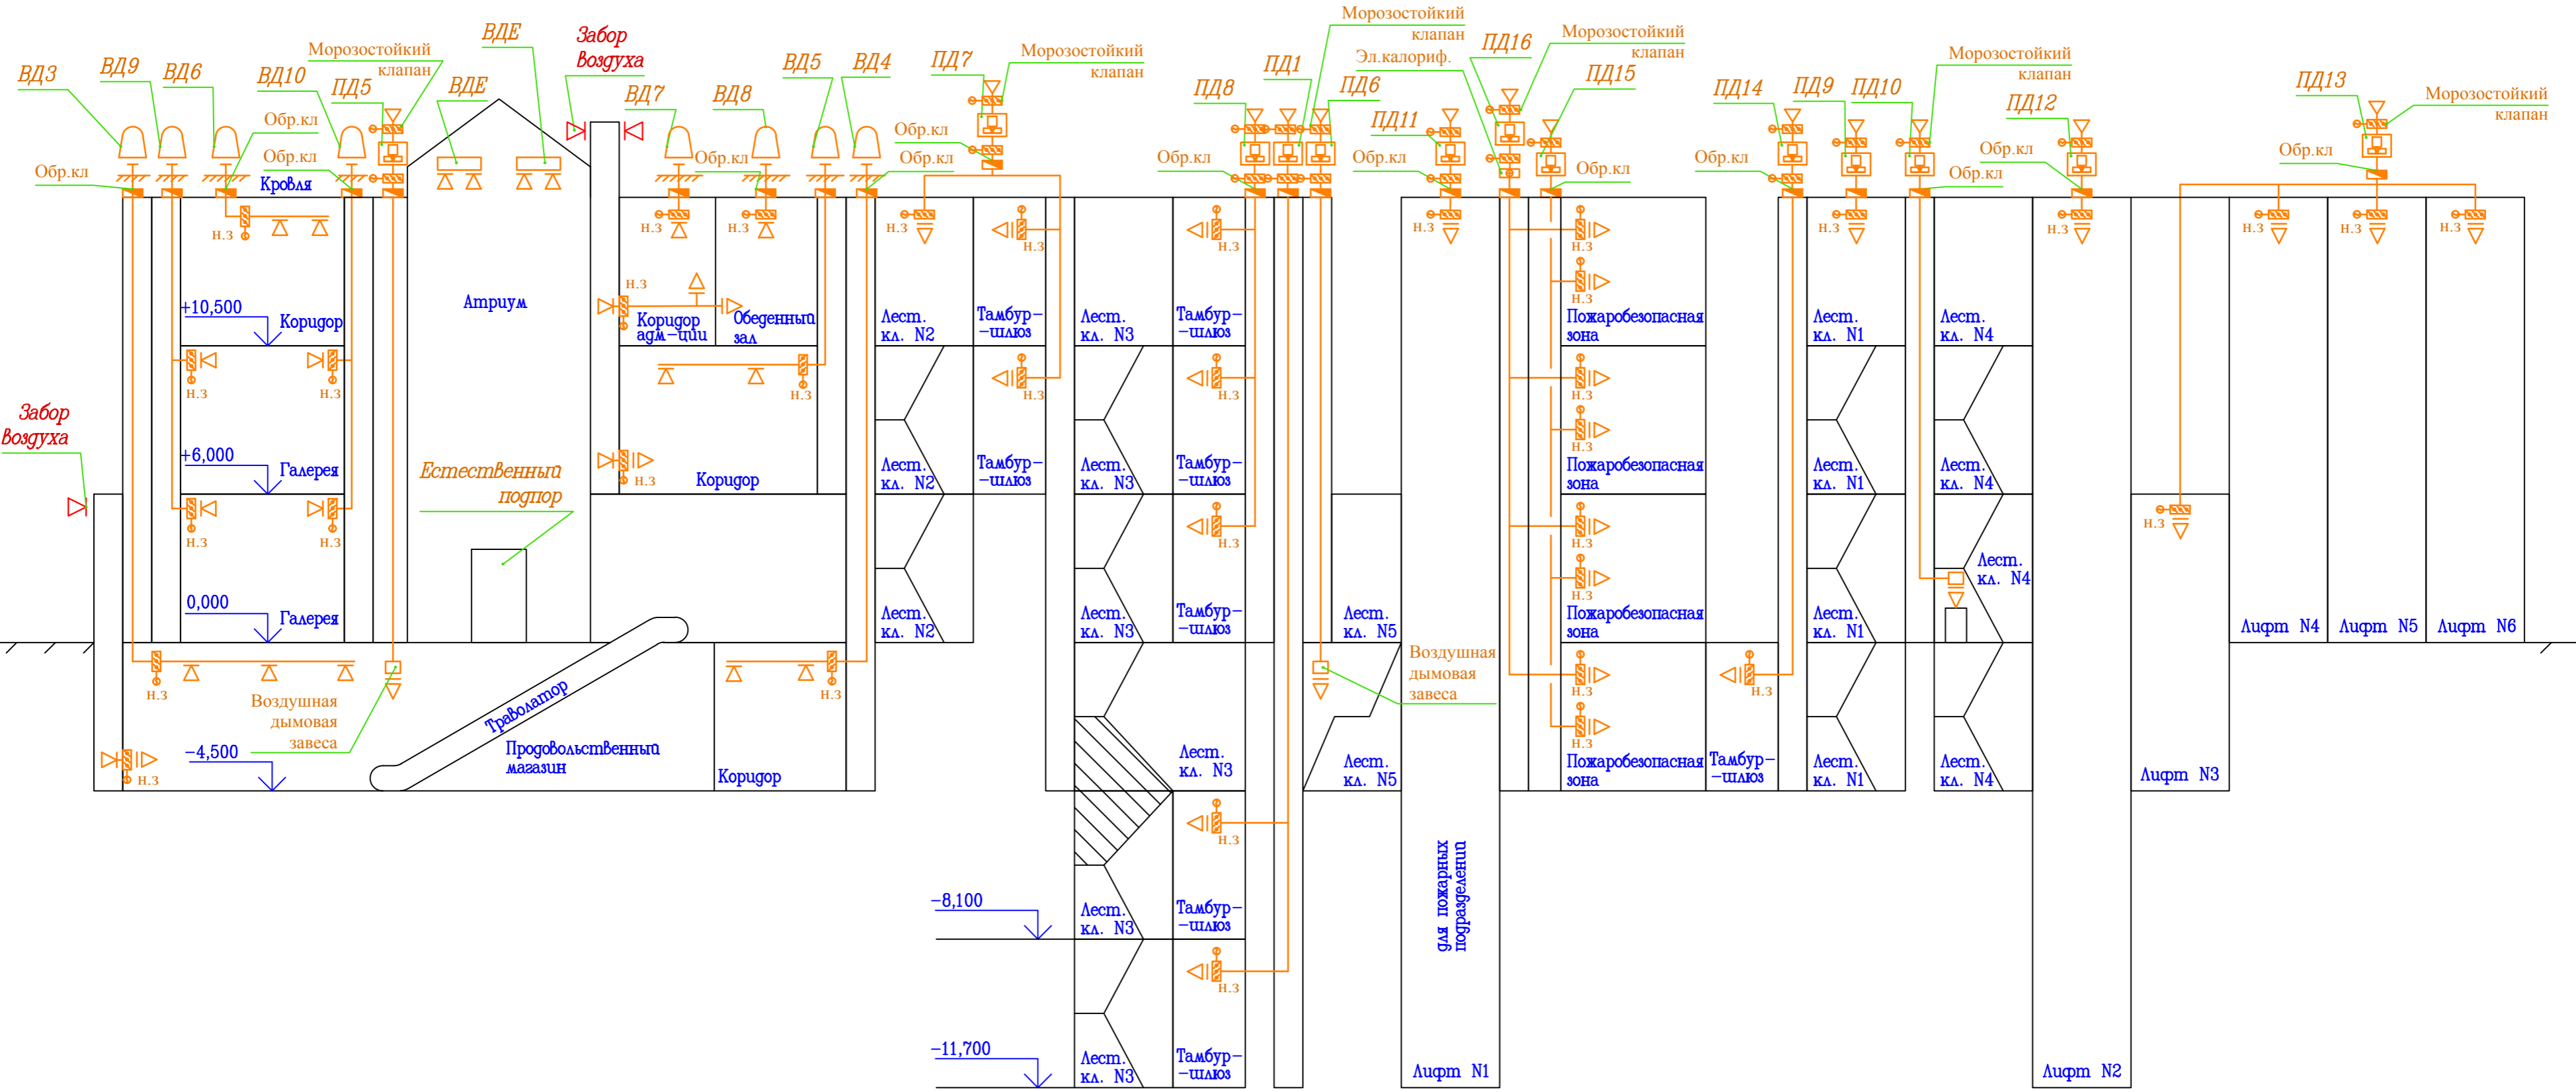 ВД3
ВД9
ВД6
ВД10
ПД5
Морозостойкий
клапан
ВДЕ
ВДЕ
Забор
воздуха
ВД7
ВД8
ВД5
ВД4
ПД7
Морозостойкий
клапан
ПД8
ПД1
Морозостойкий
клапан
ПД6
Эл.калориф.
ПД11
ПД16
Морозостойкий
клапан
ПД15
ПД14
ПД9
ПД10
Морозостойкий
клапан
ПД12
ПД13
Морозостойкий
клапан
Обр.кл
Обр.кл
Обр.кл
Обр.кл
Обр.кл
Обр.кл
Обр.кл
Обр.кл
Обр.кл
Обр.кл
Обр.кл
Обр.кл
Обр.кл
Кровля
н.з
н.з
н.з
н.з
н.з
н.з
н.з
н.з
н.з
н.з
н.з
н.з
н.з
н.з
+10,500
Коридор
Атриум
н.з
Коридор
адм-ции
Обеденный
зал
Лест.
кл. N2
Тамбур-
-шлюз
Лест.
кл. N3
Тамбур-
-шлюз
Пожаробезопасная
зона
Лест.
кл. N1
Лест.
кл. N4
н.з
н.з
н.з
н.з
н.з
н.з
н.з
Забор
воздуха
+6,000
Галерея
Естественный
подпор
н.з
Коридор
Лест.
кл. N2
Тамбур-
-шлюз
Лест.
кл. N3
Тамбур-
-шлюз
Пожаробезопасная
зона
Лест.
кл. N1
Лест.
кл. N4
н.з
н.з
н.з
н.з
н.з
н.з
0,000
Галерея
Лест.
кл. N2
Лест.
кл. N3
Тамбур-
-шлюз
Лест.
кл. N5
Пожаробезопасная
зона
Лест.
кл. N1
Лест.
кл. N4
Лифт N4
Лифт N5
Лифт N6
н.з
н.з
н.з
н.з
н.з
Воздушная
дымовая
завеса
Воздушная
дымовая
завеса
Траволатор
-4,500
н.з
Продовольственный
магазин
Коридор
Лест.
кл. N3
Лест.
кл. N5
Пожаробезопасная
зона
Тамбур-
-шлюз
Лест.
кл. N1
Лест.
кл. N4
Лифт N3
н.з
для пожарных
подразделений
-8,100
Лест.
кл. N3
Тамбур-
-шлюз
н.з
-11,700
Лест.
кл. N3
Тамбур-
-шлюз
Лифт N1
Лифт N2